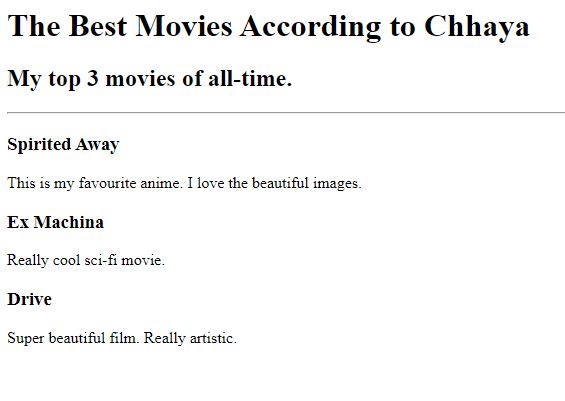 The Best Movies According to Chhaya
My top 3 movies of all-time.
Spirited Away
This is my favourite anime. I love the beautiful images.
Ex Machina
Really cool sci-fi movie.
Drive
Super beautiful film. Really artistic.